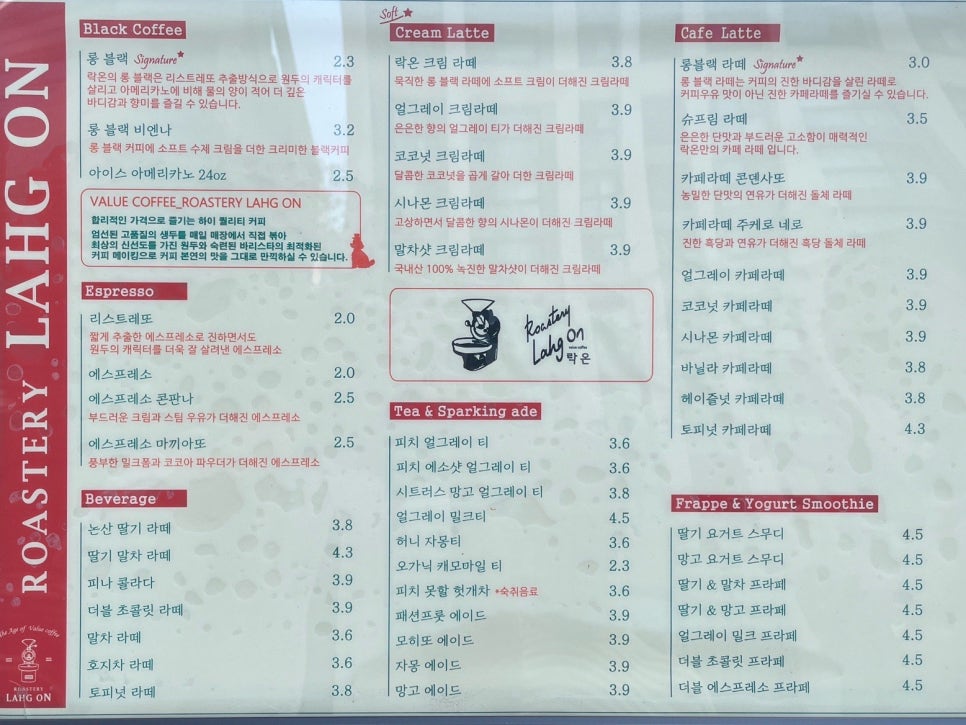 ROASTERY LAHG ON
The Age of Value coffee
ROASTERY
LAHG ON
Black Coffee
롱 블랙 Signature 2.3
락온의 롱 블랙은 리스트레또 추출방식으로 원두의 캐릭터를
살리고 아메리카노에 비해 물의 양이 적어 더 깊은
바디감과 향미를 즐길 수 있습니다.
롱 블랙 비엔나 3.2
롱 블랙 커피에 소프트 수제 크림을 더한 크리미한 블랙커피
아이스 아메리카노 24oz 2.5
VALUE COFFEE_ROASTERY LAHG ON
합리적인 가격으로 즐기는 하이 퀄리티 커피
엄선된 고품질의 생두를 매일 매장에서 직접 볶아
최상의 신선도를 가진 원두와 숙련된 바리스타의 최적화된
커피 메이킹으로 커피 본연의 맛을 그대로 만끽하실 수 있습니다.
Espresso
리스트레또 2.0
짧게 추출한 에스프레소로 진하면서도
원두의 캐릭터를 더욱 잘 살려낸 에스프레소
에스프레소 2.0
에스프레소 콘판나 2.5
부드러운 크림과 스팀 우유가 더해진 에스프레소
에스프레소 마끼아또 2.5
풍부한 밀크폼과 코코아 파우더가 더해진 에스프레소
Beverage
논산 딸기 라떼 3.8
딸기 말차 라떼 4.3
피나 콜라다 3.9
더블 초콜릿 라떼 3.9
말차 라떼 3.6
호지차 라떼 3.6
토피넛 라떼 3.8
Soft
Cream Latte
락온 크림 라떼 3.8
묵직한 롱 블랙 라떼에 소프트 크림이 더해진 크림라떼
얼그레이 크림라떼 3.9
은은한 향의 얼그레이 티가 더해진 크림라떼
코코넛 크림라떼 3.9
달콤한 코코넛을 곱게 갈아 더한 크림라떼
시나몬 크림라떼 3.9
고상하면서 달콤한 향의 시나몬이 더해진 크림라떼
말차샷 크림라떼 3.9
국내산 100% 녹진한 말차샷이 더해진 크림라떼
Roastery
Lahg On
value coffee
락온
Tea & Sparking ade
피치 얼그레이 티 3.6
피치 에소샷 얼그레이 티 3.6
시트러스 망고 얼그레이 티 3.8
얼그레이 밀크티 4.5
허니 자몽티 3.6
오가닉 캐모마일 티 2.3
피치 못할 헛개차 *숙취음료 3.6
패션프룻 에이드 3.9
모히또 에이드 3.9
자몽 에이드 3.9
망고 에이드 3.9
Cafe Latte
롱블랙 라떼 Signature 3.0
롱 블랙 라떼는 커피의 진한 바디감을 살린 라떼로
커피우유 맛이 아닌 진한 카페라떼를 즐기실 수 있습니다.
슈프림 라떼 3.5
은은한 단맛과 부드러운 고소함이 매력적인
락온만의 카페 라떼 입니다.
카페라떼 콘덴사또 3.9
농밀한 단맛의 연유가 더해진 돌체 라떼
카페라떼 주케로 네로 3.9
진한 흑당과 연유가 더해진 흑당 돌체 라떼
얼그레이 카페라떼 3.9
코코넛 카페라떼 3.9
시나몬 카페라떼 3.9
바닐라 카페라떼 3.8
헤이즐넛 카페라떼 3.8
토피넛 카페라떼 4.3
Frappe & Yogurt Smoothie
딸기 요거트 스무디 4.5
망고 요거트 스무디 4.5
딸기 & 말차 프라페 4.5
딸기 & 망고 프라페 4.5
얼그레이 밀크 프라페 4.5
더블 초콜릿 프라페 4.5
더블 에스프레소 프라페 4.5